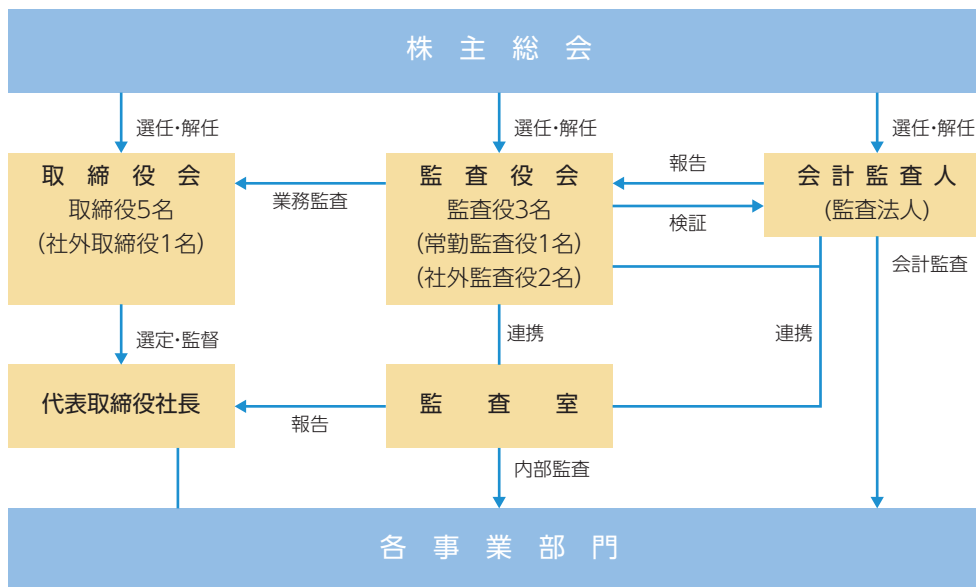 株主総会
選任・解任
選任・解任
選任・解任
取締役会
取締役5名
(社外取締役1名)
業務監査
監査役会
監査役3名
(常勤監査役1名)
(社外監査役2名)
報告
検証
会計監査人
(監査法人)
会計監査
選定・監督
連携
連携
代表取締役社長
報告
監査室
内部監査
各事業部門